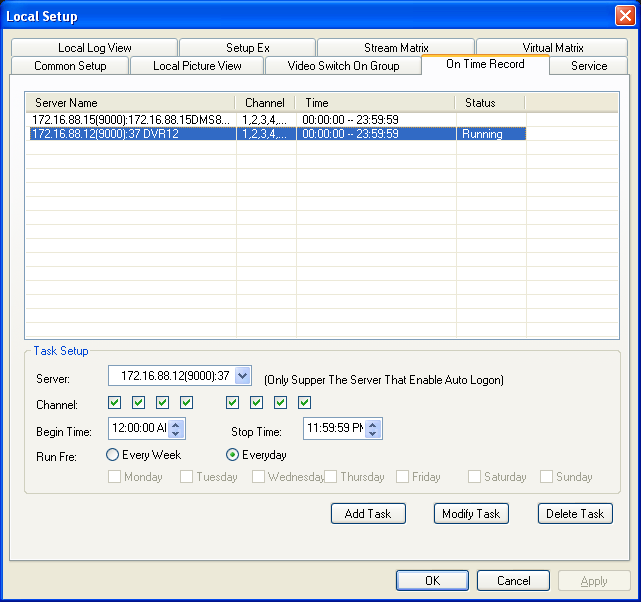 Local Setup
Local Log View Setup Ex Stream Matrix Virtual Matrix
Common Setup Local Picture View Video Switch On Group On Time Record Service
Server Name Channel Time Status
172.16.88.15(9000):172.16.88.15DMS8... 1,2,3,4,... 00:00:00 -- 23:59:59
172.16.88.12(9000):37 DVR12 1,2,3,4,... 00:00:00 -- 23:59:59 Running
Task Setup
Server: 172.16.88.12(9000):37 (Only Supper The Server That Enable Auto Logon)
Channel:
Begin Time: 12:00:00 AM Stop Time: 11:59:59 PM
Run Fre: Every Week Everyday
Monday Tuesday Wednesday Thursday Friday Saturday Sunday
Add Task Modify Task Delete Task
OK Cancel Apply